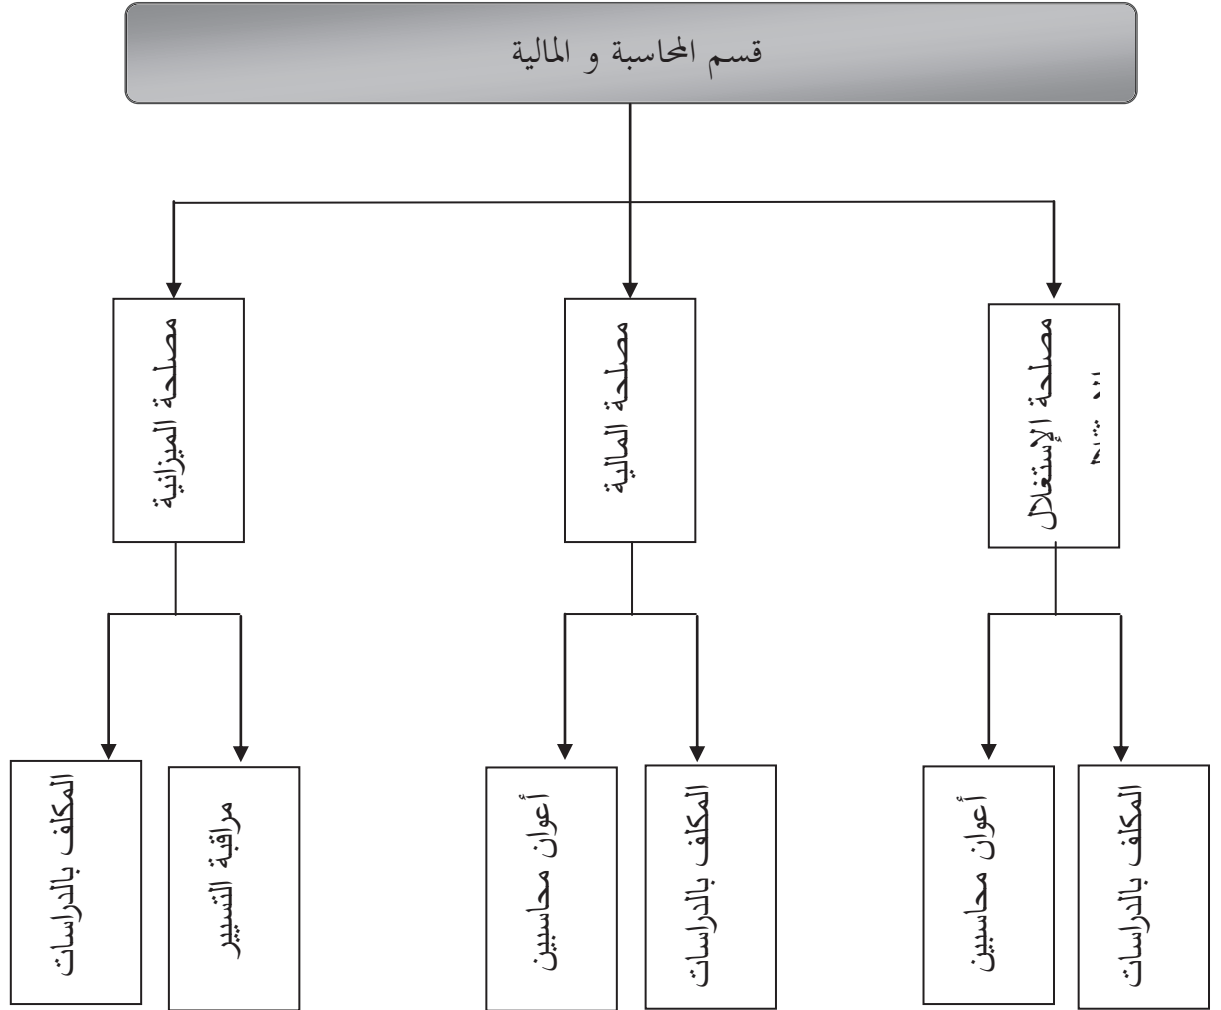 قسم المحاسبة و المالية
مصلحة الإستغلال
مصلحة المالية
مصلحة الميزانية
المكلف بالدراسات
أعوان محاسبين
المكلف بالدراسات
أعوان محاسبين
مراقبة التسيير
المكلف بالدراسات